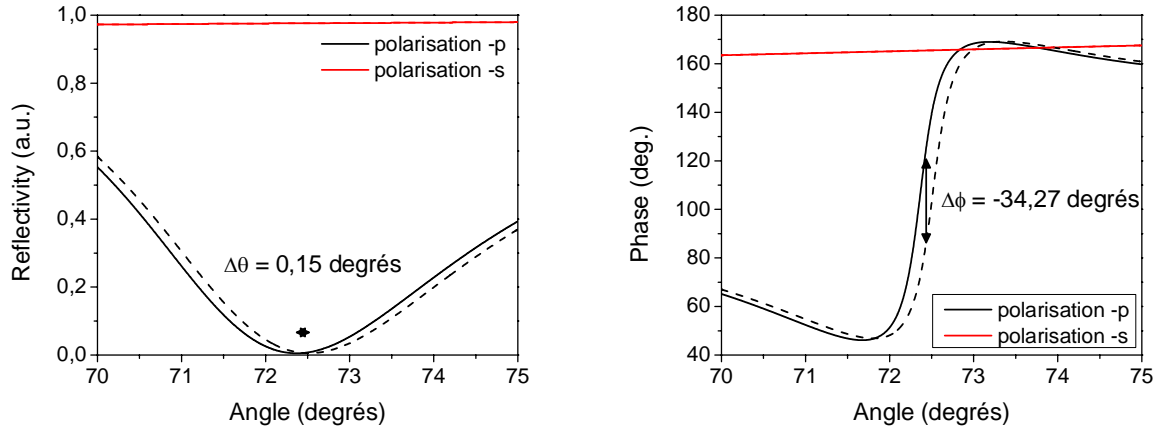 1,0
0,8
0,6
0,4
0,2
0,0
Reflectivity (a.u.)
polarisation -p
polarisation -s
Δθ = 0,15 degrés
70 71 72 73 74 75
Angle (degrés)
180
160
140
120
100
80
60
40
Phase (deg.)
Δϕ = -34,27 degrés
polarisation -p
polarisation -s
70 71 72 73 74 75
Angle (degrés)